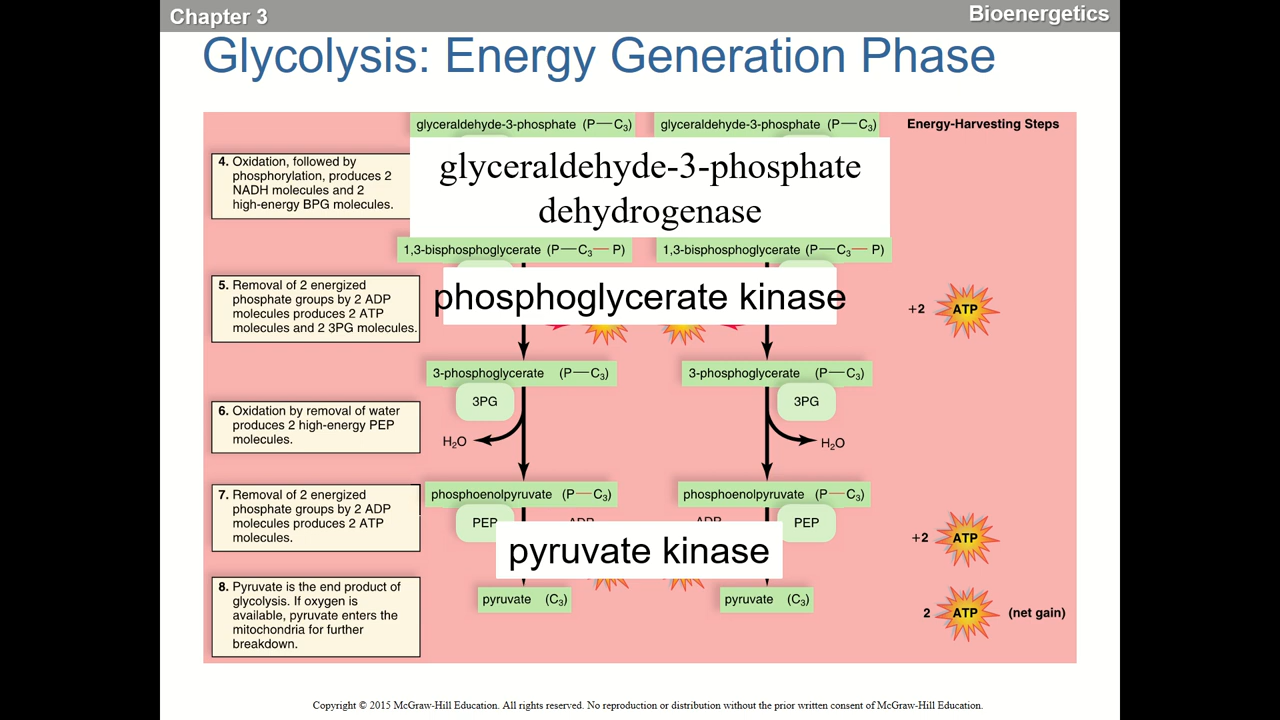 Chapter 3
Bioenergetics
Glycolysis: Energy Generation Phase
glyceraldehyde-3-phosphate (P—C₃)
glyceraldehyde-3-phosphate (P—C₃)
Energy-Harvesting Steps
4. Oxidation, followed by
phosphorylation, produces 2
NADH molecules and 2
high-energy BPG molecules.
glyceraldehyde-3-phosphate
dehydrogenase
1,3-bisphosphoglycerate (P—C₃—P)
1,3-bisphosphoglycerate (P—C₃—P)
5. Removal of 2 energized
phosphate groups by 2 ADP
molecules produces 2 ATP
molecules and 2 3PG molecules.
phosphoglycerate kinase
+2 ATP
3-phosphoglycerate (P—C₃)
3-phosphoglycerate (P—C₃)
3PG
3PG
6. Oxidation by removal of water
produces 2 high-energy PEP
molecules.
H₂O
H₂O
7. Removal of 2 energized
phosphate groups by 2 ADP
molecules produces 2 ATP
molecules.
phosphoenolpyruvate (P—C₃)
phosphoenolpyruvate (P—C₃)
PEP
ADP
ADP
PEP
pyruvate kinase
+2 ATP
8. Pyruvate is the end product of
glycolysis. If oxygen is
available, pyruvate enters the
mitochondria for further
breakdown.
pyruvate (C₃)
pyruvate (C₃)
2 ATP (net gain)
Copyright © 2015 McGraw-Hill Education. All rights reserved. No reproduction or distribution without the prior written consent of McGraw-Hill Education.